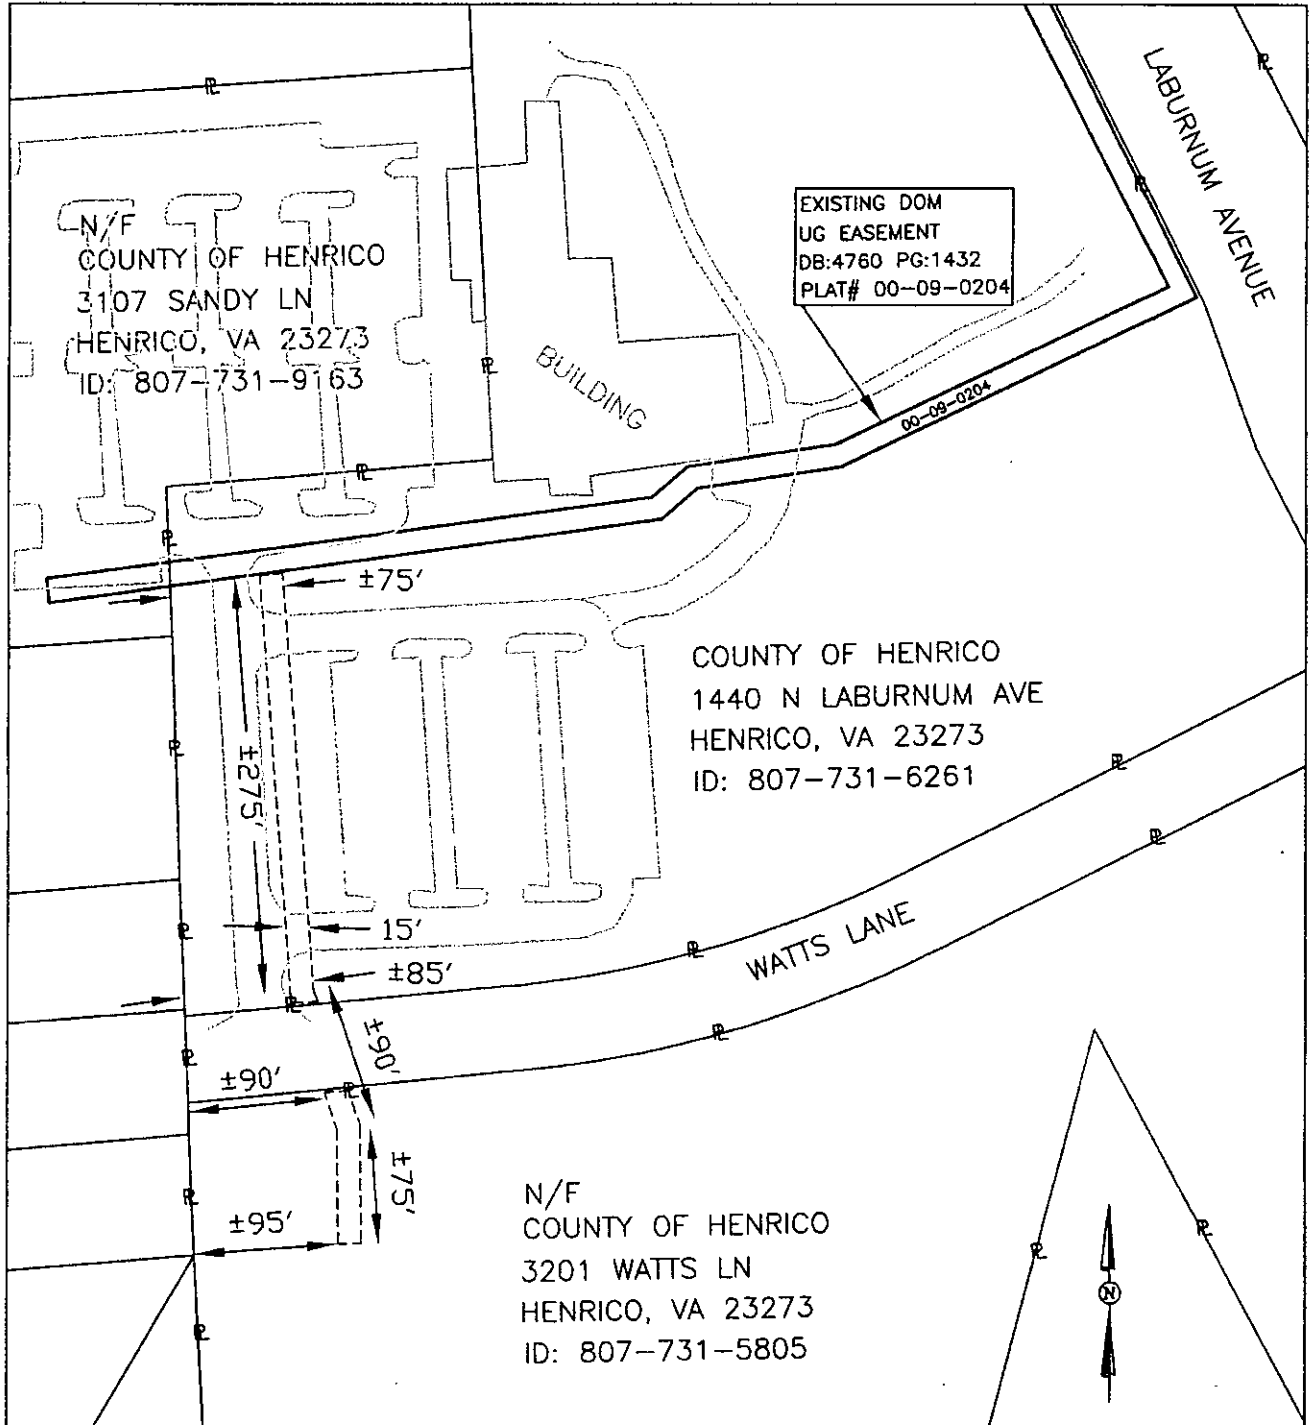 LABURNUM AVENUE
N/F
COUNTY OF HENRICO
3107 SANDY LN
HENRICO, VA 23273
ID: 807-731-9163
EXISTING DOM
UG EASEMENT
DB:4760 PG:1432
PLAT# 00-09-0204
BUILDING
00-09-0204
±75'
COUNTY OF HENRICO
1440 N LABURNUM AVE
HENRICO, VA 23273
ID: 807-731-6261
±275'
15'
±85'
WATTS LANE
±90'
±90'
±75'
±95'
N/F
COUNTY OF HENRICO
3201 WATTS LN
HENRICO, VA 23273
ID: 807-731-5805
N